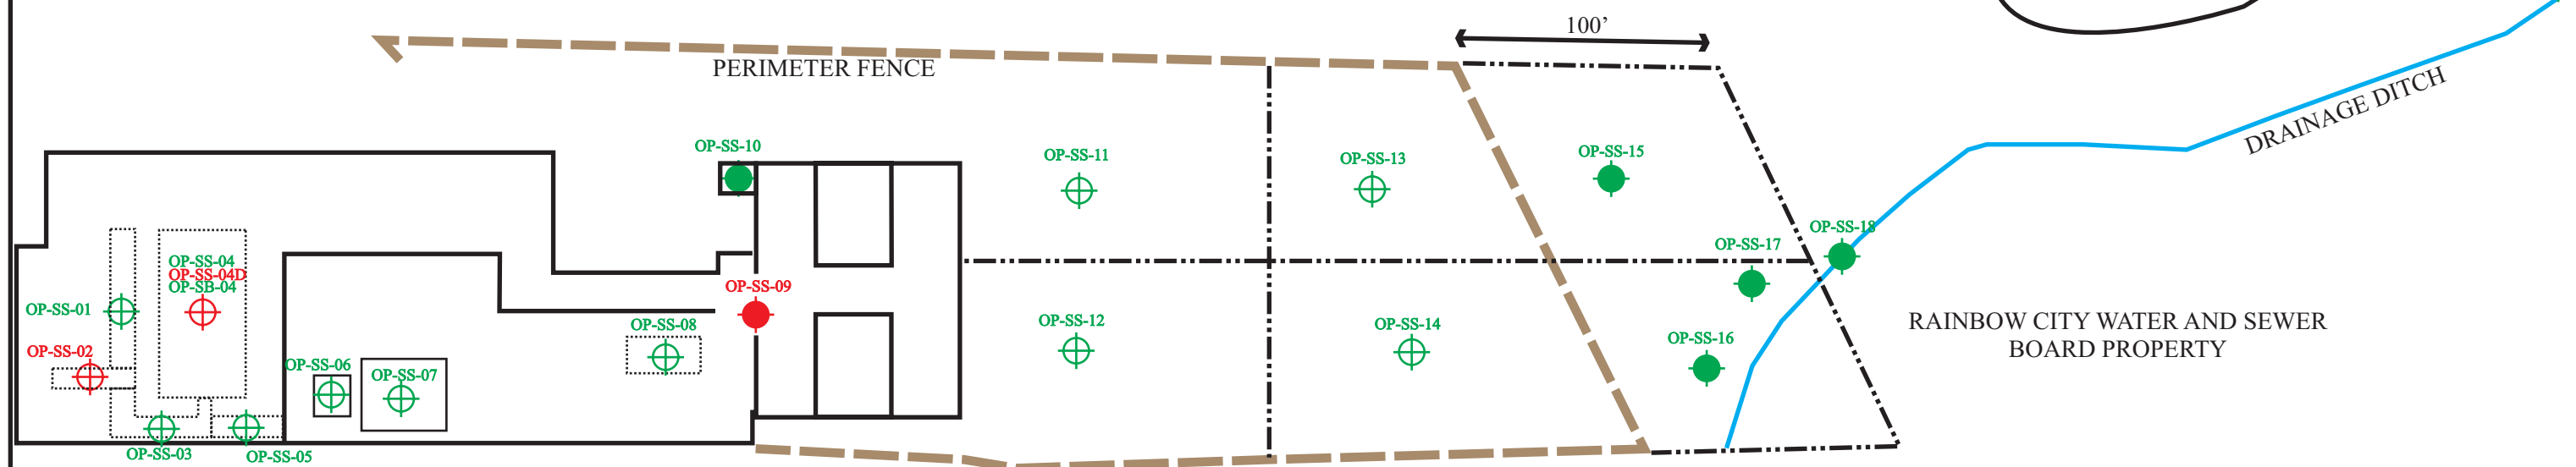 100’
PERIMETER FENCE
DRAINAGE DITCH
OP-SS-10
OP-SS-11
OP-SS-13
OP-SS-15
OP-SS-18
OP-SS-17
OP-SS-04
OP-SS-04D
OP-SB-04
OP-SS-09
OP-SS-01
OP-SS-08
OP-SS-12
OP-SS-14
OP-SS-16
RAINBOW CITY WATER AND SEWER
BOARD PROPERTY
OP-SS-02
OP-SS-06
OP-SS-07
OP-SS-03
OP-SS-05